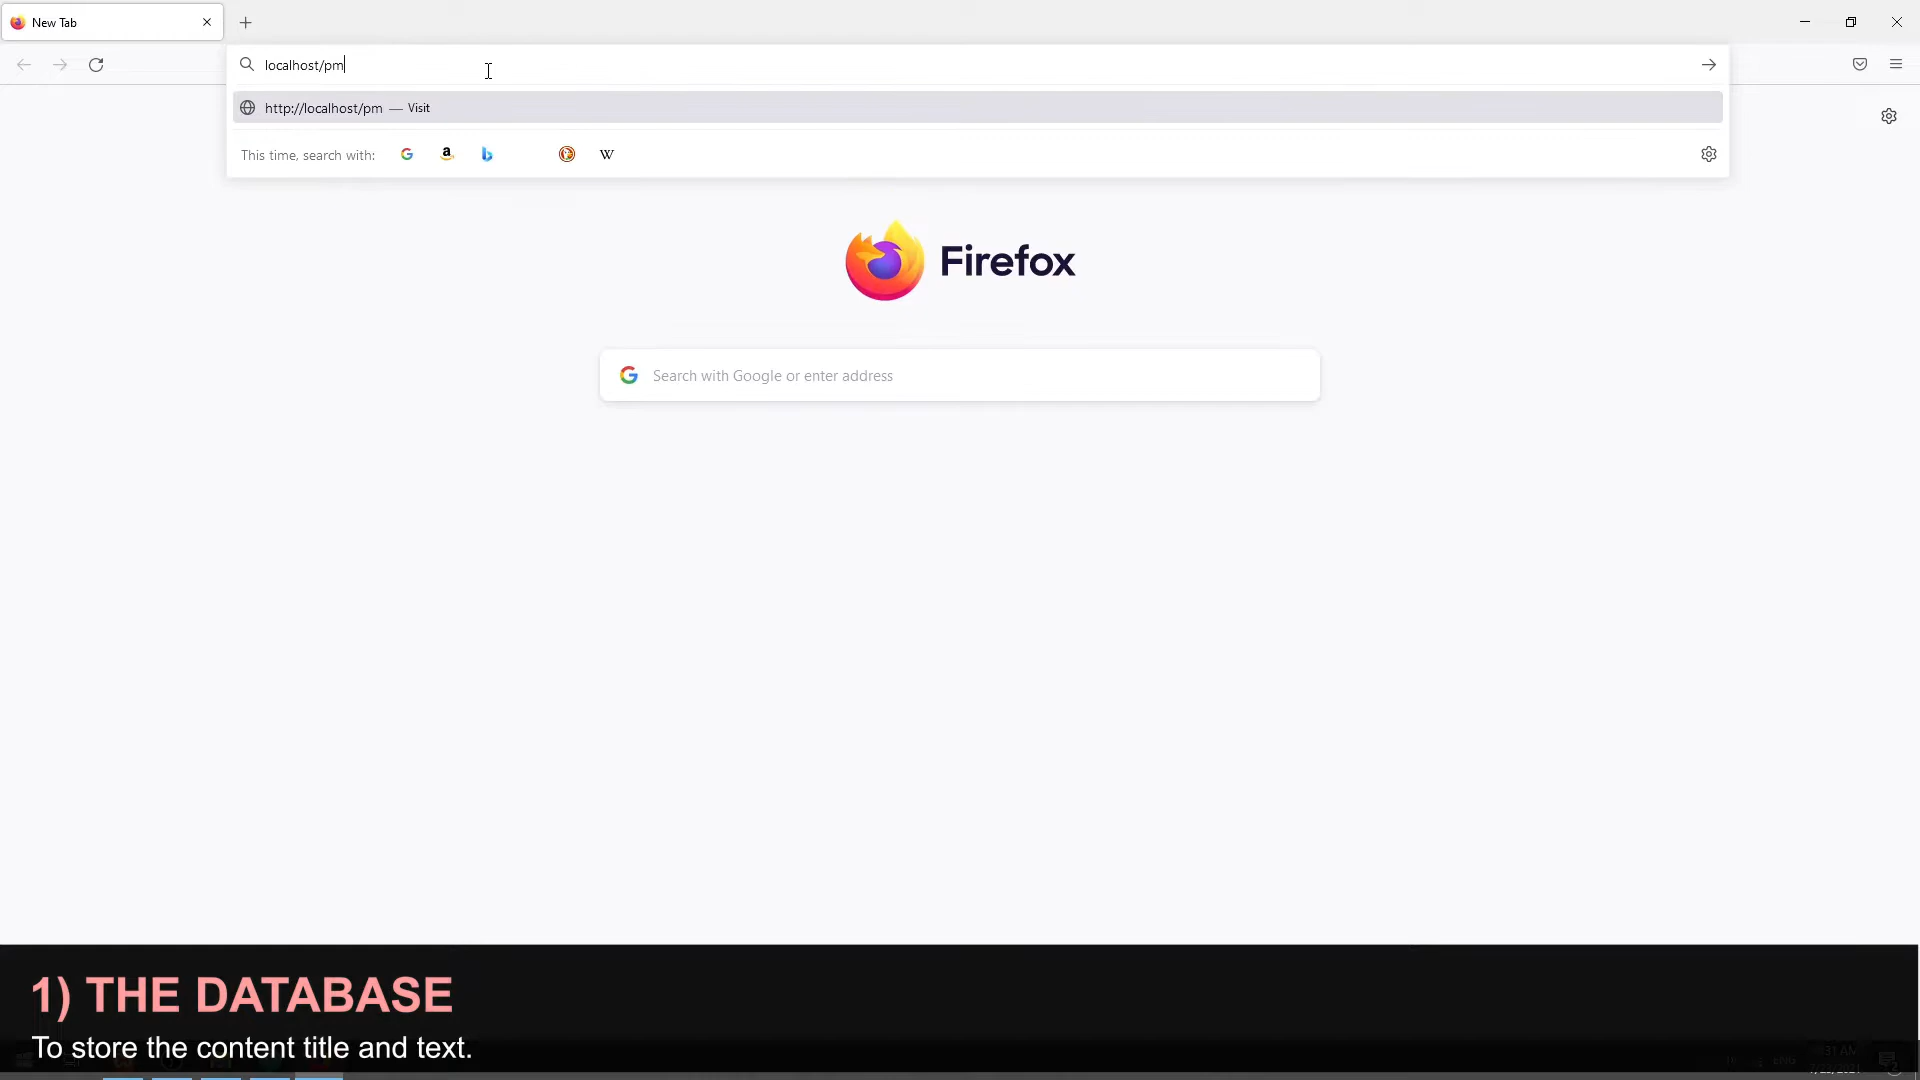 New Tab
localhost/pm
http://localhost/pm — Visit
This time, search with:
Firefox
Search with Google or enter address
1) THE DATABASE
To store the content title and text.
ENG